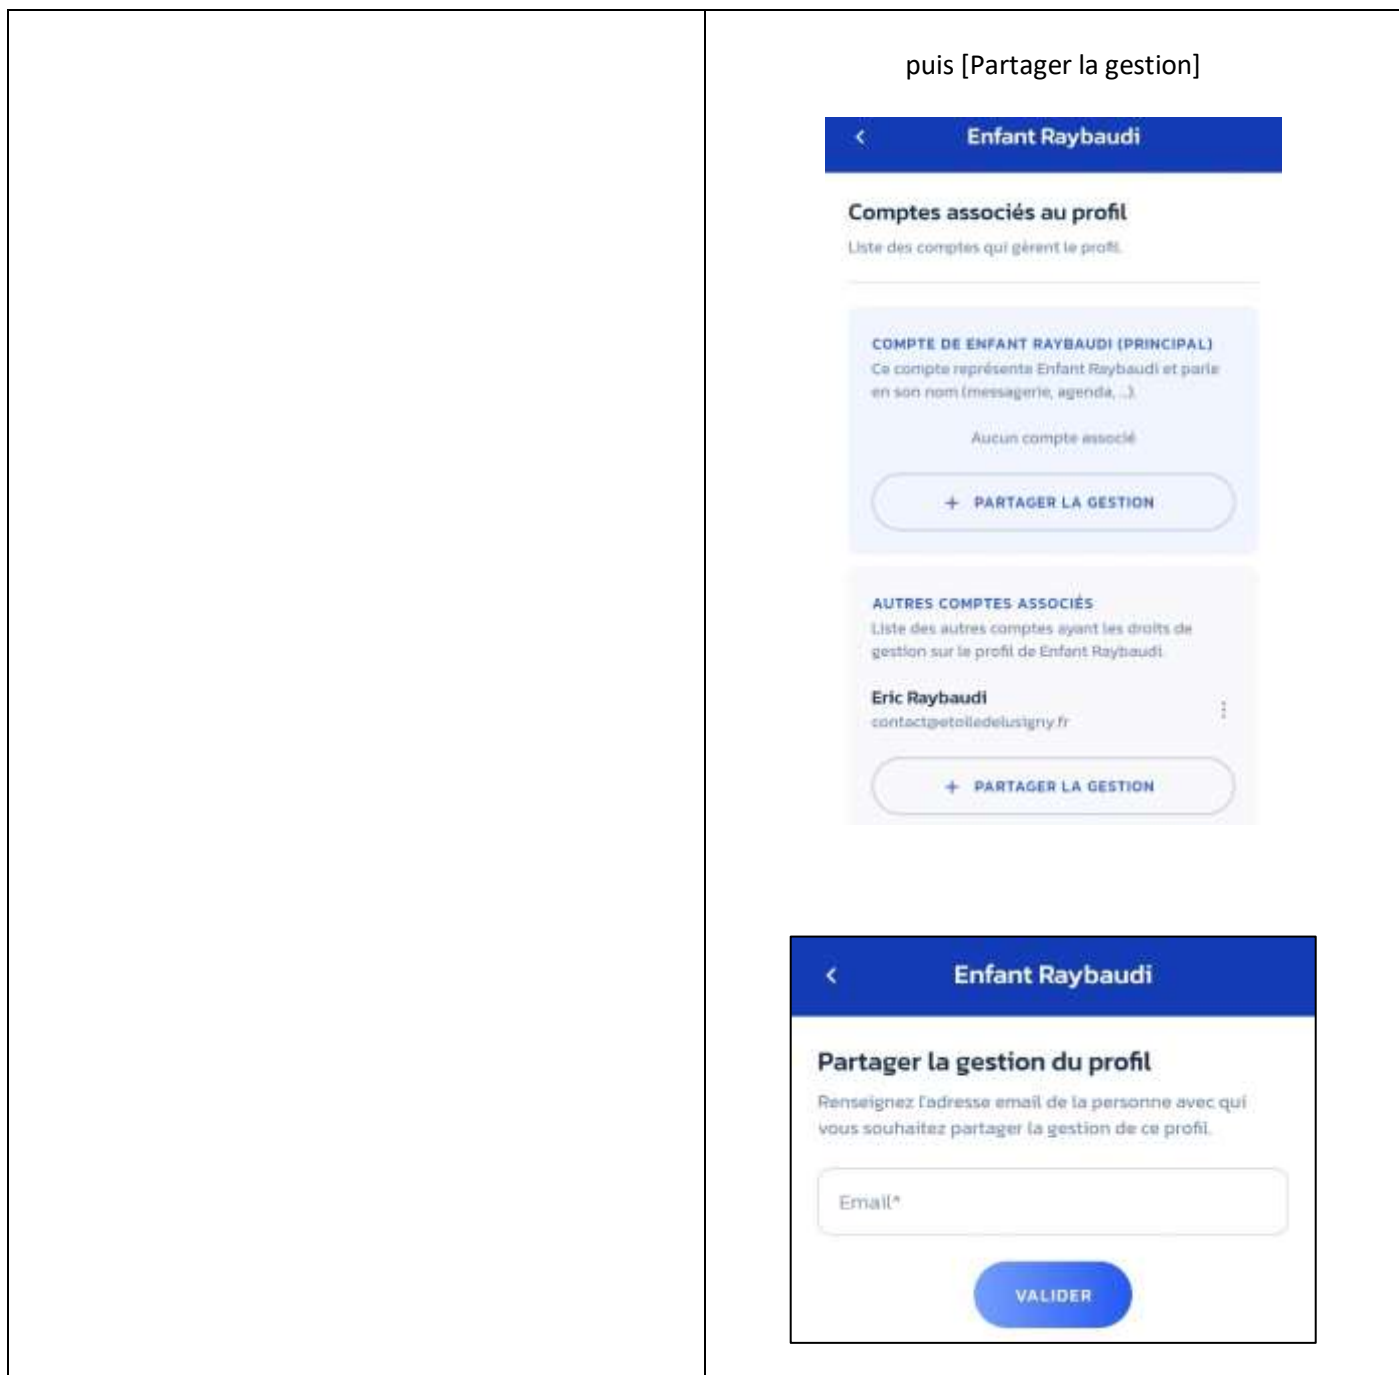 puis [Partager la gestion]
Enfant Raybaudi
Comptes associés au profil
Liste des comptes qui gèrent le profil.
COMPTE DE ENFANT RAYBAUDI (PRINCIPAL)
Ce compte représente Enfant Raybaudi et parle
en son nom (messagerie, agenda, ...).
Aucun compte associé
+ PARTAGER LA GESTION
AUTRES COMPTES ASSOCIÉS
Liste des autres comptes ayant les droits de
gestion sur le profil de Enfant Raybaudi.
Eric Raybaudi
contact@etoiledelusigny.fr
+ PARTAGER LA GESTION
Enfant Raybaudi
Partager la gestion du profil
Renseignez l'adresse email de la personne avec qui
vous souhaitez partager la gestion de ce profil.
Email*
VALIDER